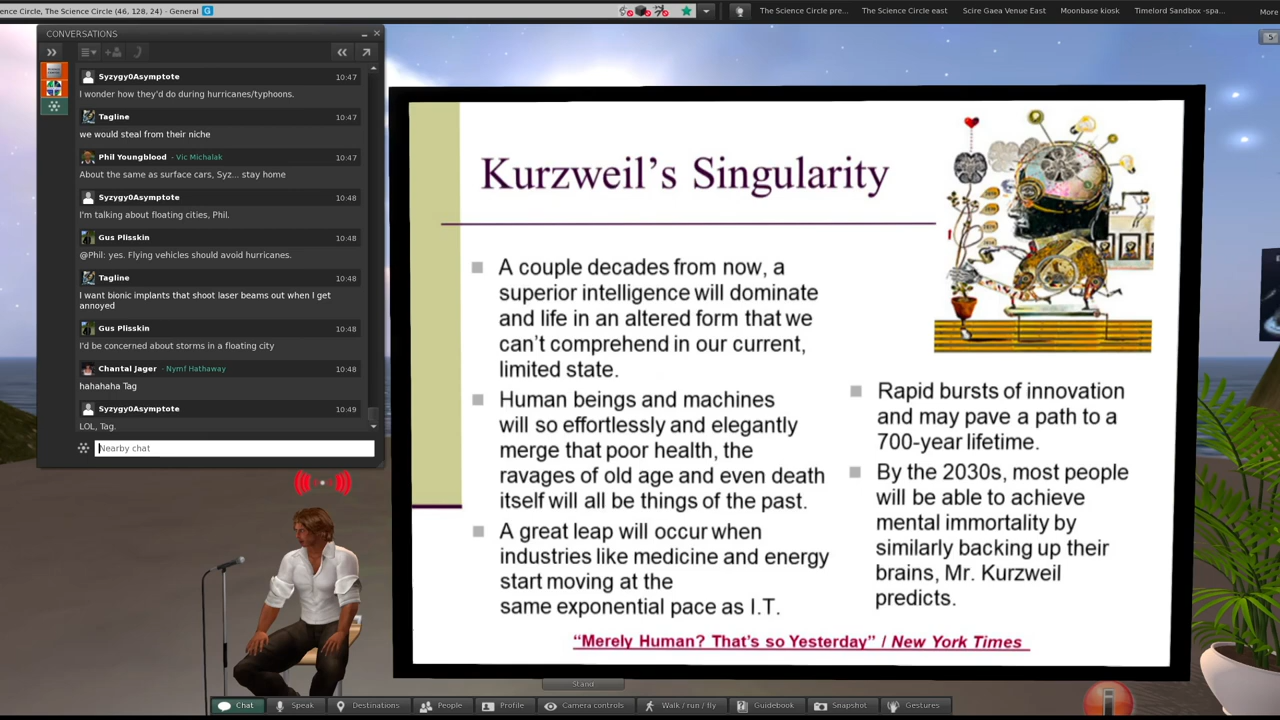 ence Circle, The Science Circle (46, 128, 24) - General
The Science Circle pre...
The Science Circle east
Scire Gaea Venue East
Moonbase kiosk
Timelord Sandbox -spa...
More
CONVERSATIONS
Syzygy0Asymptote 10:47
I wonder how they'd do during hurricanes/typhoons.
Tagline 10:47
we would steal from their niche
Phil Youngblood - Vic Michalak 10:47
About the same as surface cars, Syz... stay home
Syzygy0Asymptote 10:48
I'm talking about floating cities, Phil.
Gus Plisskin 10:48
@Phil: yes. Flying vehicles should avoid hurricanes.
Tagline 10:48
I want bionic implants that shoot laser beams out when I get
annoyed
Gus Plisskin 10:48
I'd be concerned about storms in a floating city
Chantal Jager - Nymf Hathaway 10:48
hahahaha Tag
Syzygy0Asymptote 10:49
LOL, Tag.
Nearby chat
Kurzweil's Singularity
A couple decades from now, a
superior intelligence will dominate
and life in an altered form that we
can't comprehend in our current,
limited state.
Human beings and machines
will so effortlessly and elegantly
merge that poor health, the
ravages of old age and even death
itself will all be things of the past.
A great leap will occur when
industries like medicine and energy
start moving at the
same exponential pace as I.T.
Rapid bursts of innovation
and may pave a path to a
700-year lifetime.
By the 2030s, most people
will be able to achieve
mental immortality by
similarly backing up their
brains, Mr. Kurzweil
predicts.
"Merely Human? That's so Yesterday" / New York Times
Stand
Chat
Speak
Destinations
People
Profile
Camera controls
Walk / run / fly
Guidebook
Snapshot
Gestures